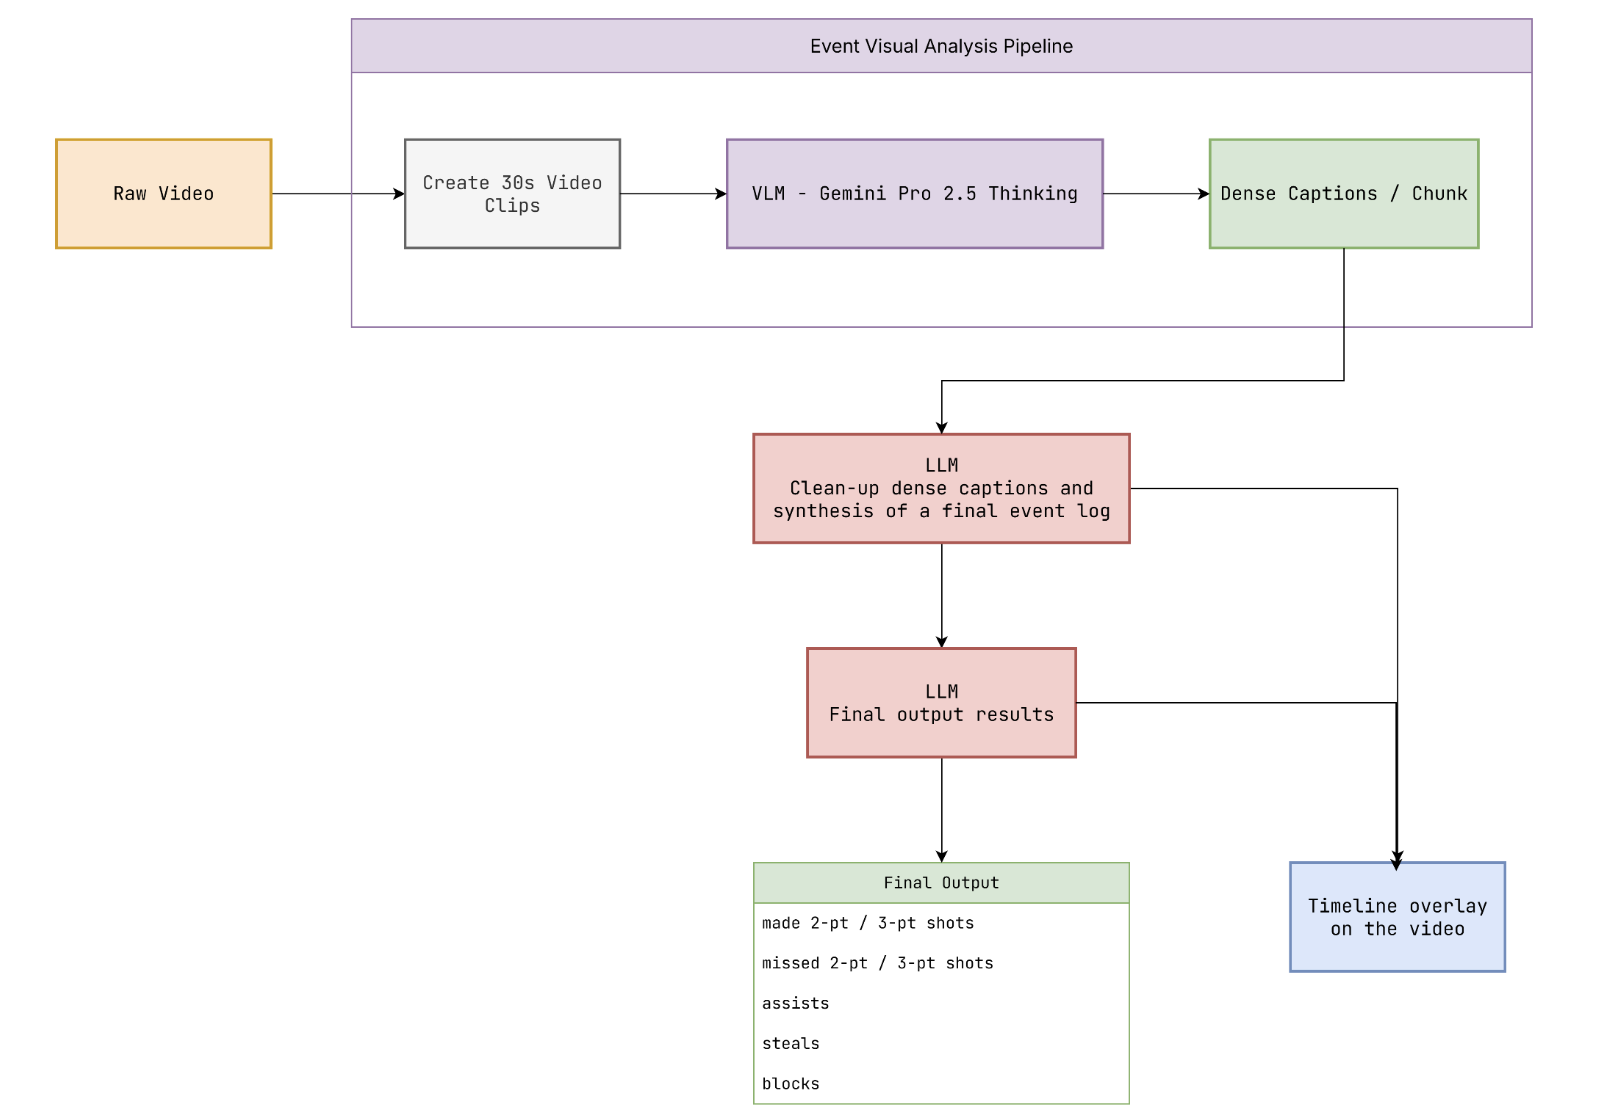 Event Visual Analysis Pipeline
Raw Video
Create 30s Video
Clips
VLM - Gemini Pro 2.5 Thinking
Dense Captions / Chunk
LLM
Clean-up dense captions and
synthesis of a final event log
LLM
Final output results
Final Output
made 2-pt / 3-pt shots
missed 2-pt / 3-pt shots
assists
steals
blocks
Timeline overlay
on the video